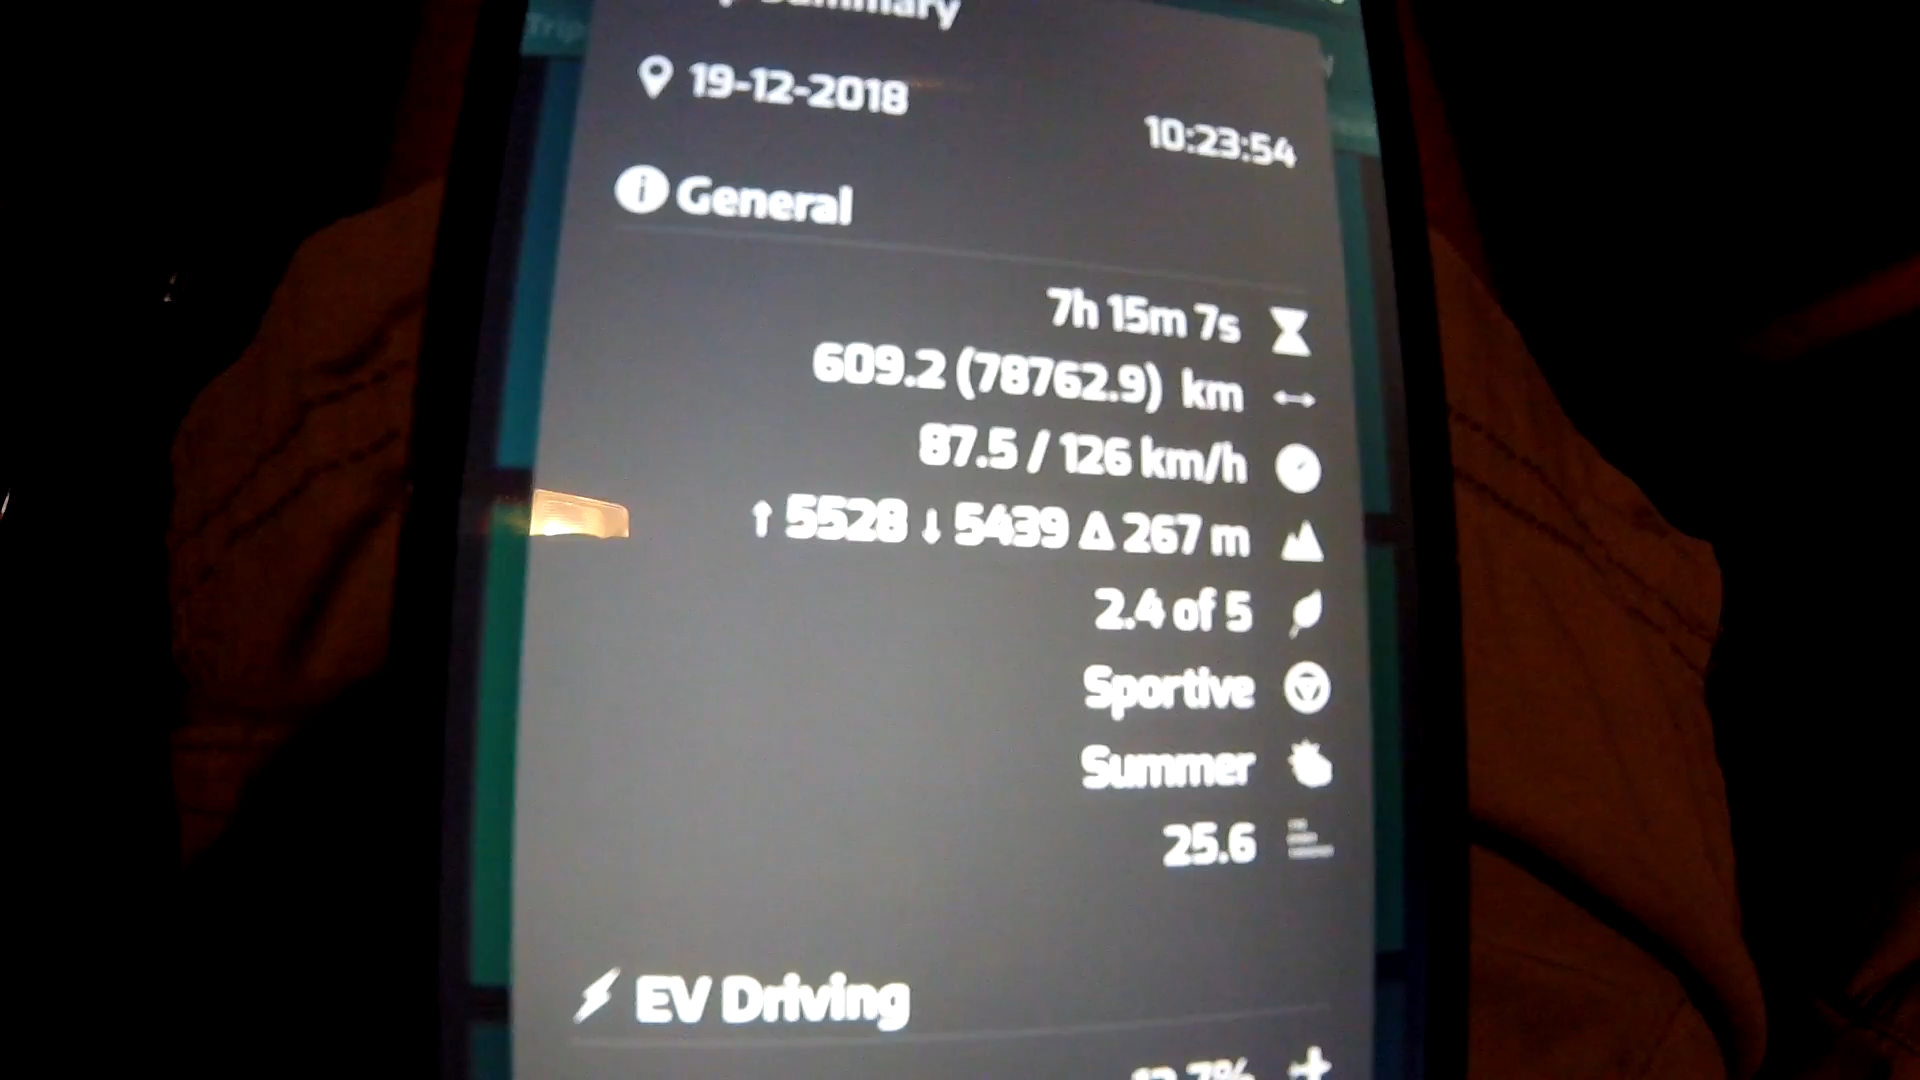 Summary
19-12-2018
10:23:54
General
7h 15m 7s
609.2 (78762.9) km
87.5 / 126 km/h
↑ 5528 ↓ 5439 Δ 267 m
2.4 of 5
Sportive
Summer
25.6
EV Driving